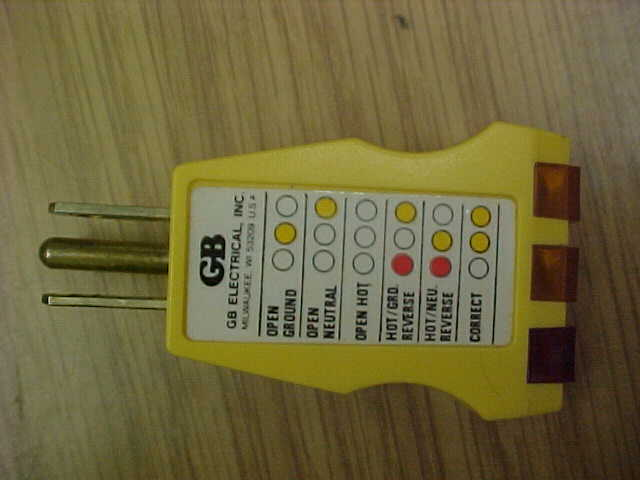 GB
GB ELECTRICAL, INC.
MILWAUKEE, WI 53209 U.S.A
OPEN
GROUND
OPEN
NEUTRAL
OPEN HOT
HOT/GRD.
REVERSE
HOT/NEU.
REVERSE
CORRECT